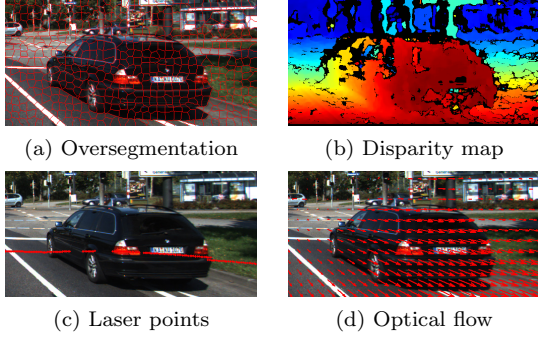 (a) Oversegmentation
(b) Disparity map
(c) Laser points
(d) Optical flow